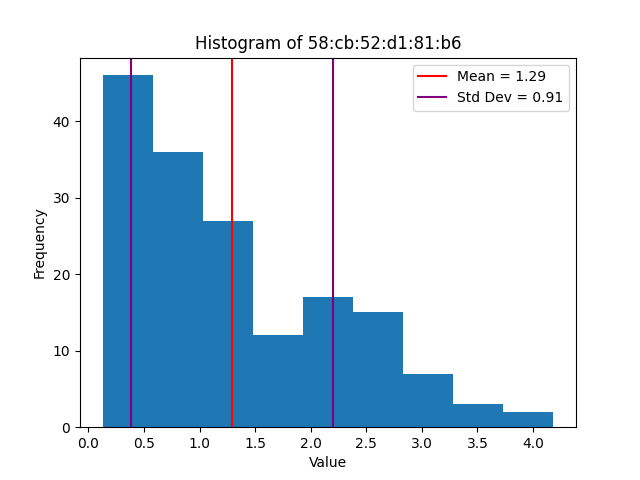 Histogram of 58:cb:52:d1:81:b6
Mean = 1.29
Std Dev = 0.91
Frequency
40
30
20
10
0
0.0 0.5 1.0 1.5 2.0 2.5 3.0 3.5 4.0
Value